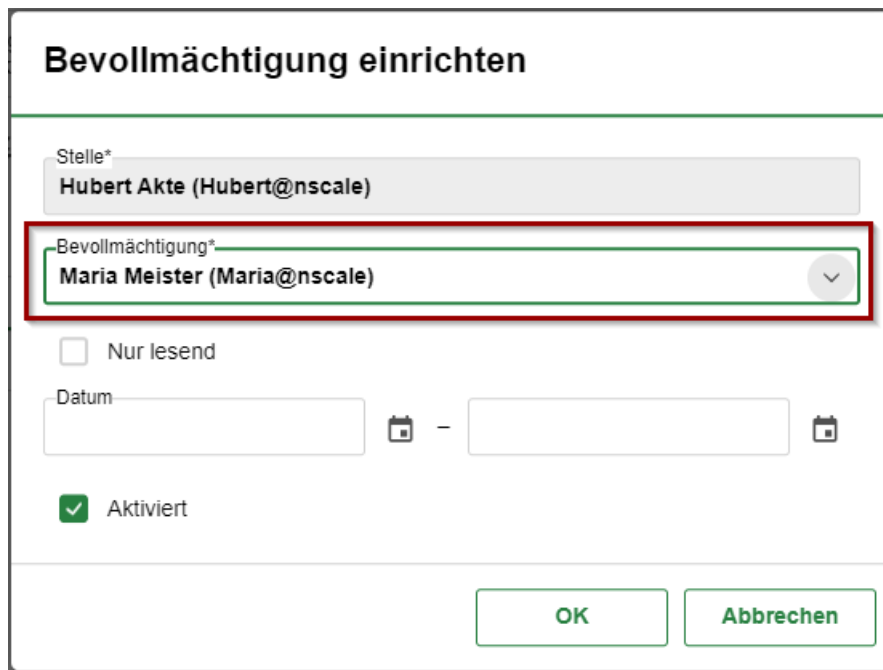 Bevollmächtigung einrichten
Stelle*
Hubert Akte (Hubert@nscale)
Bevollmächtigung*
Maria Meister (Maria@nscale)
Nur lesend
Datum
–
Aktiviert
OK Abbrechen